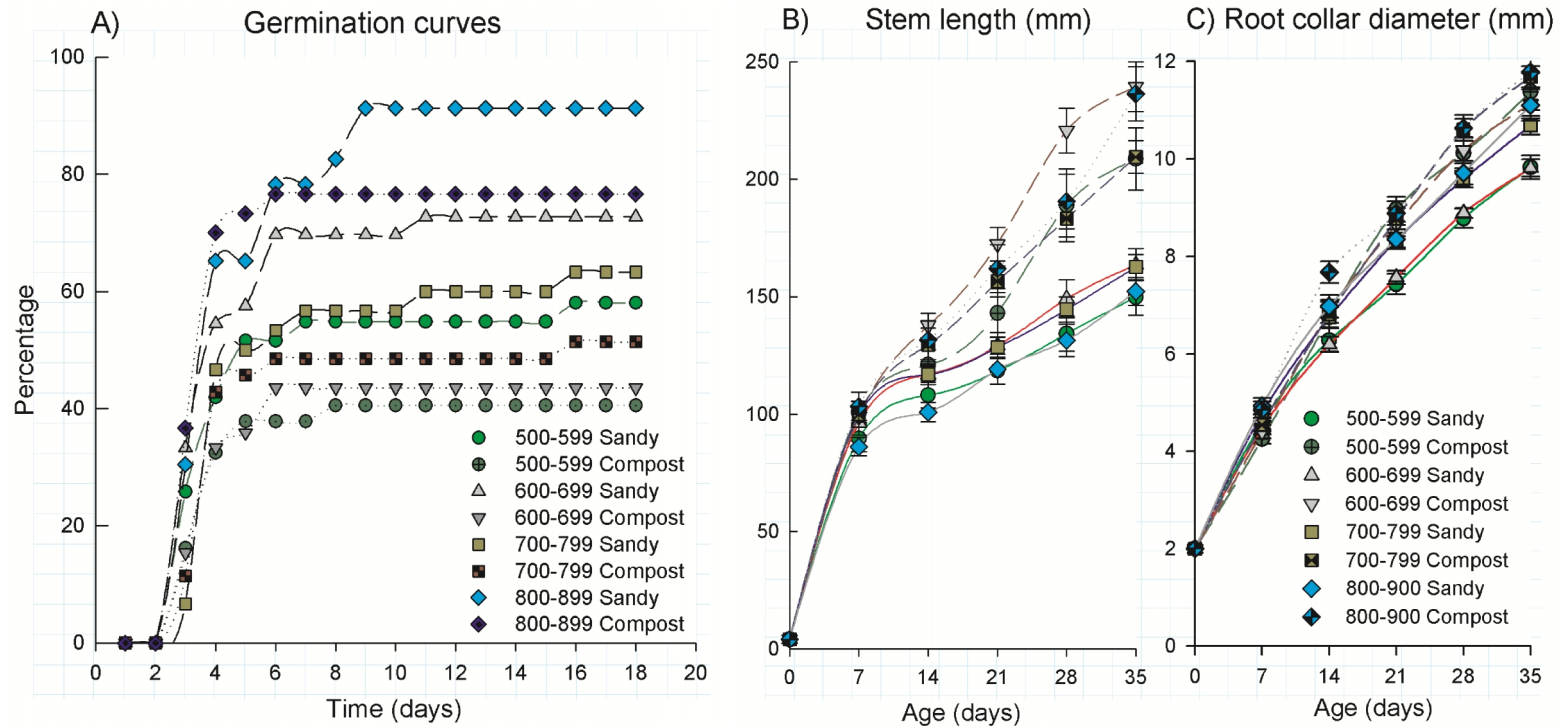 A) Germination curves
Percentage
100
80
60
40
20
0
0 2 4 6 8 10 12 14 16 18 20
Time (days)
500-599 Sandy
500-599 Compost
600-699 Sandy
600-699 Compost
700-799 Sandy
700-799 Compost
800-899 Sandy
800-899 Compost
B) Stem length (mm)
250
200
150
100
50
0
0 7 14 21 28 35
Age (days)
C) Root collar diameter (mm)
12
10
8
6
4
2
0
0 7 14 21 28 35
Age (days)
500-599 Sandy
500-599 Compost
600-699 Sandy
600-699 Compost
700-799 Sandy
700-799 Compost
800-900 Sandy
800-900 Compost